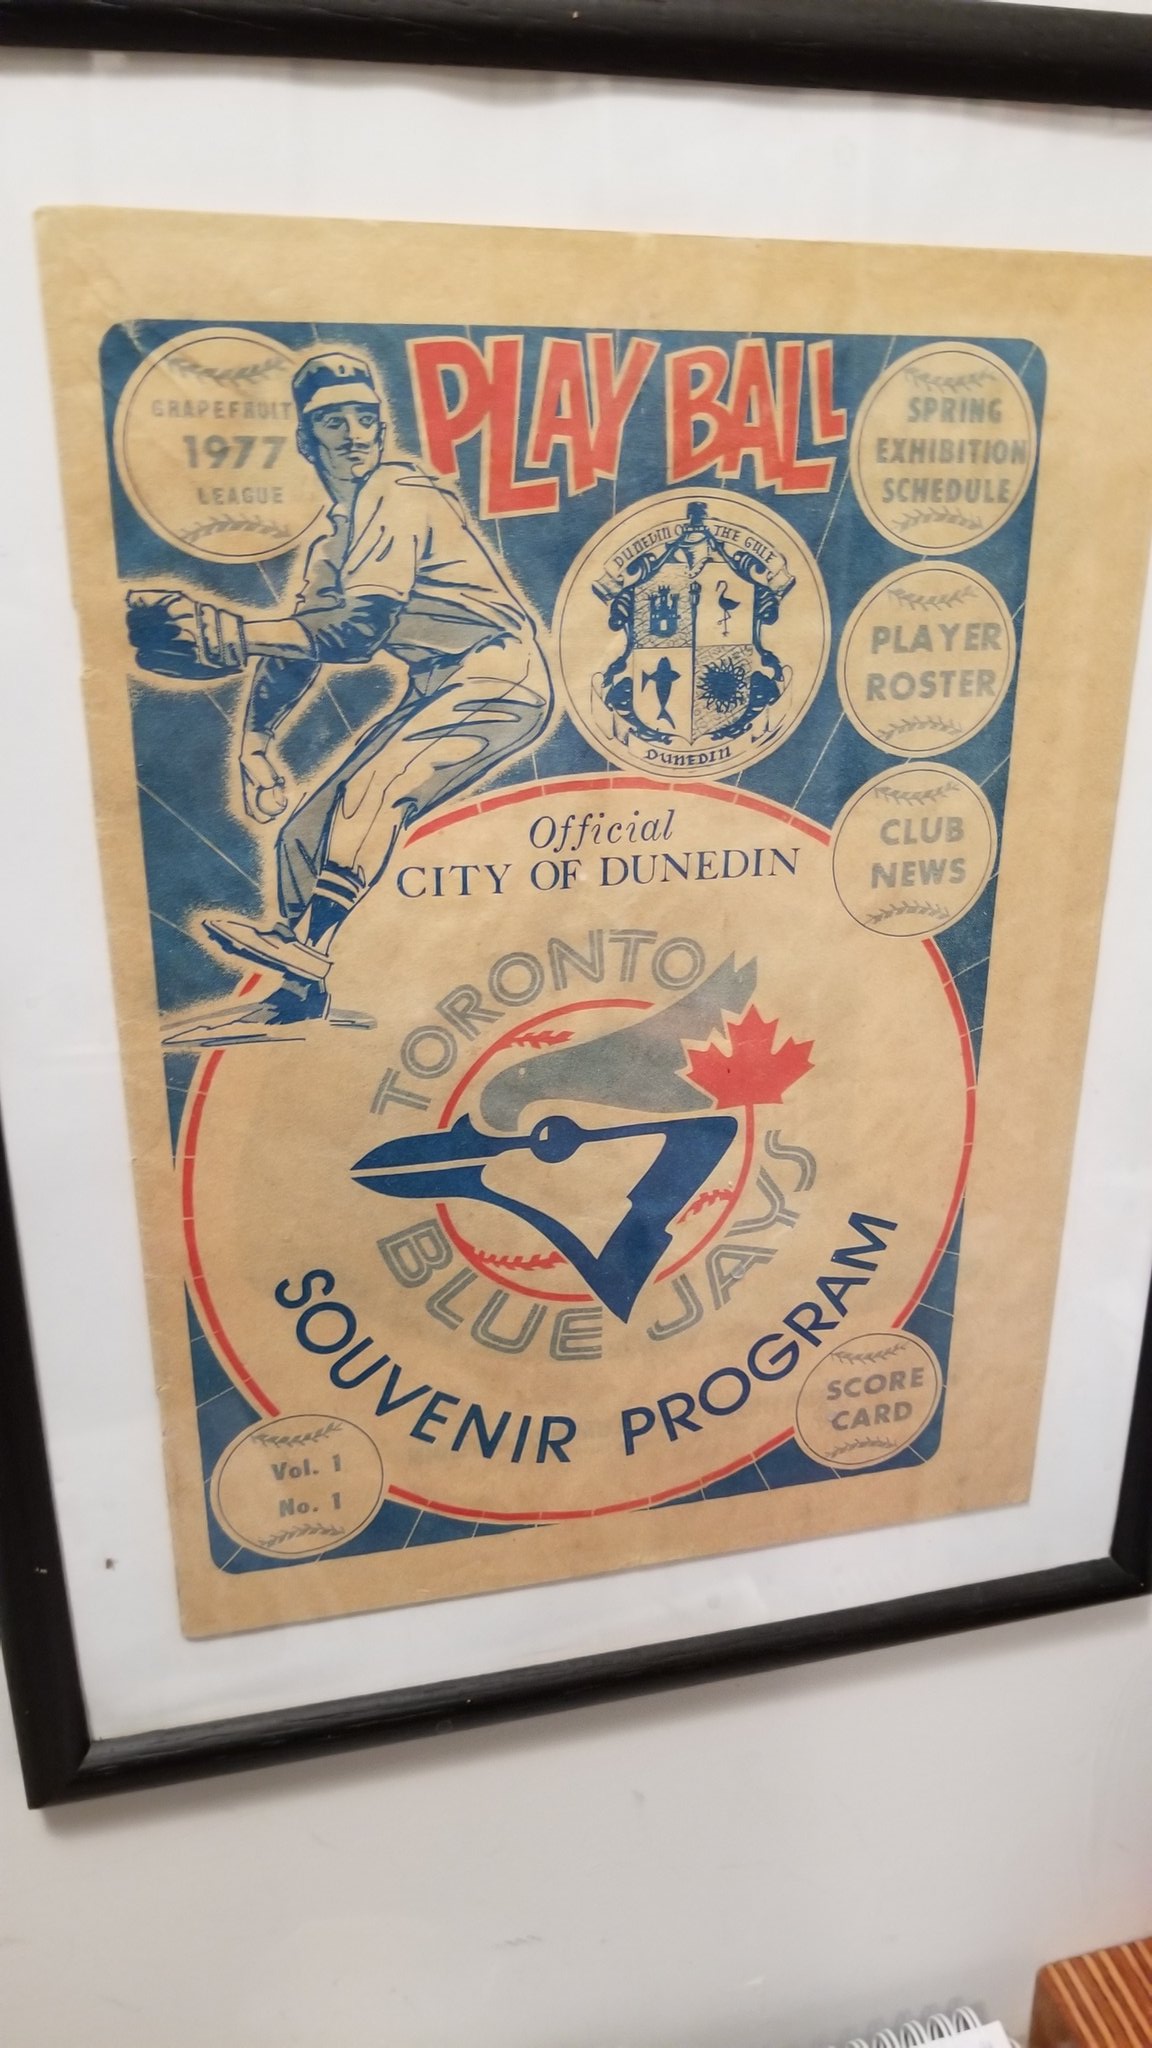 GRAPEFRUIT
1977
LEAGUE
PLAY BALL
SPRING
EXHIBITION
SCHEDULE
DUNEDIN OF THE GULF
DUNEDIN
PLAYER
ROSTER
CLUB
NEWS
Official
CITY OF DUNEDIN
TORONTO
BLUE JAYS
SOUVENIR PROGRAM
SCORE
CARD
Vol. 1
No. 1